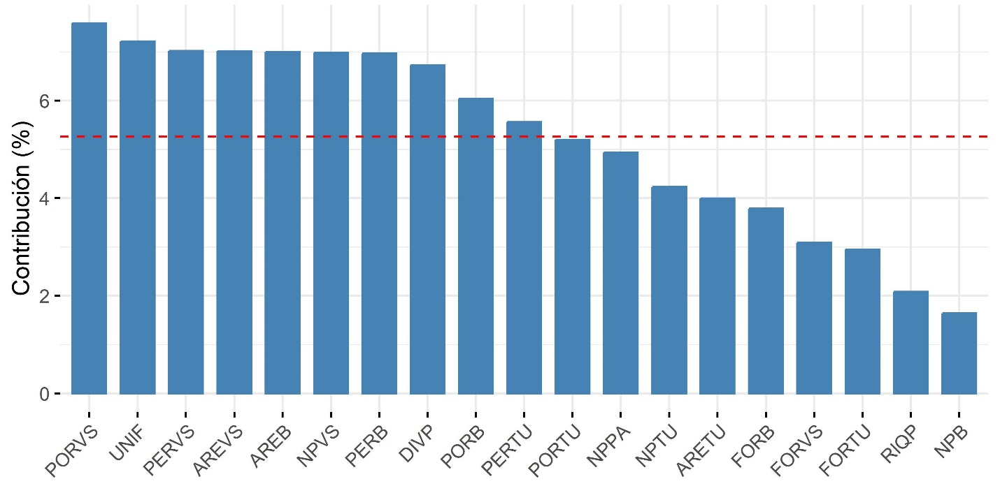 Contribución (%)
6
4
2
0
PORVS
UNIF
PERVS
AREVS
AREB
NPVS
PERB
DIVP
PORB
PERTU
PORTU
NPPA
NPTU
ARETU
FORB
FORVS
FORTU
RIQP
NPB